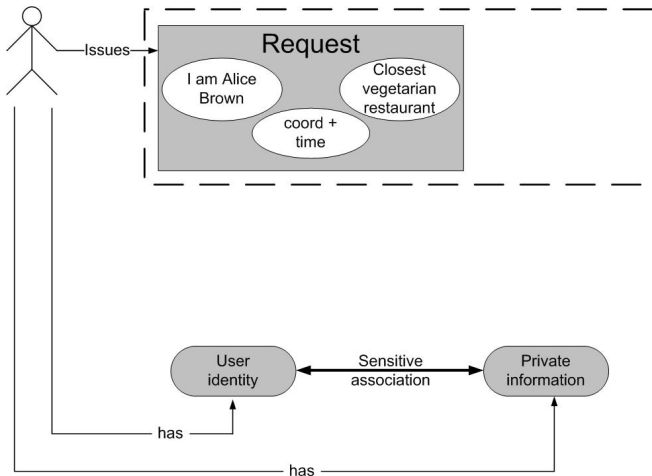 Issues
Request
I am Alice
Brown
Closest
vegetarian
restaurant
coord +
time
User
identity
Sensitive
association
Private
information
has
has